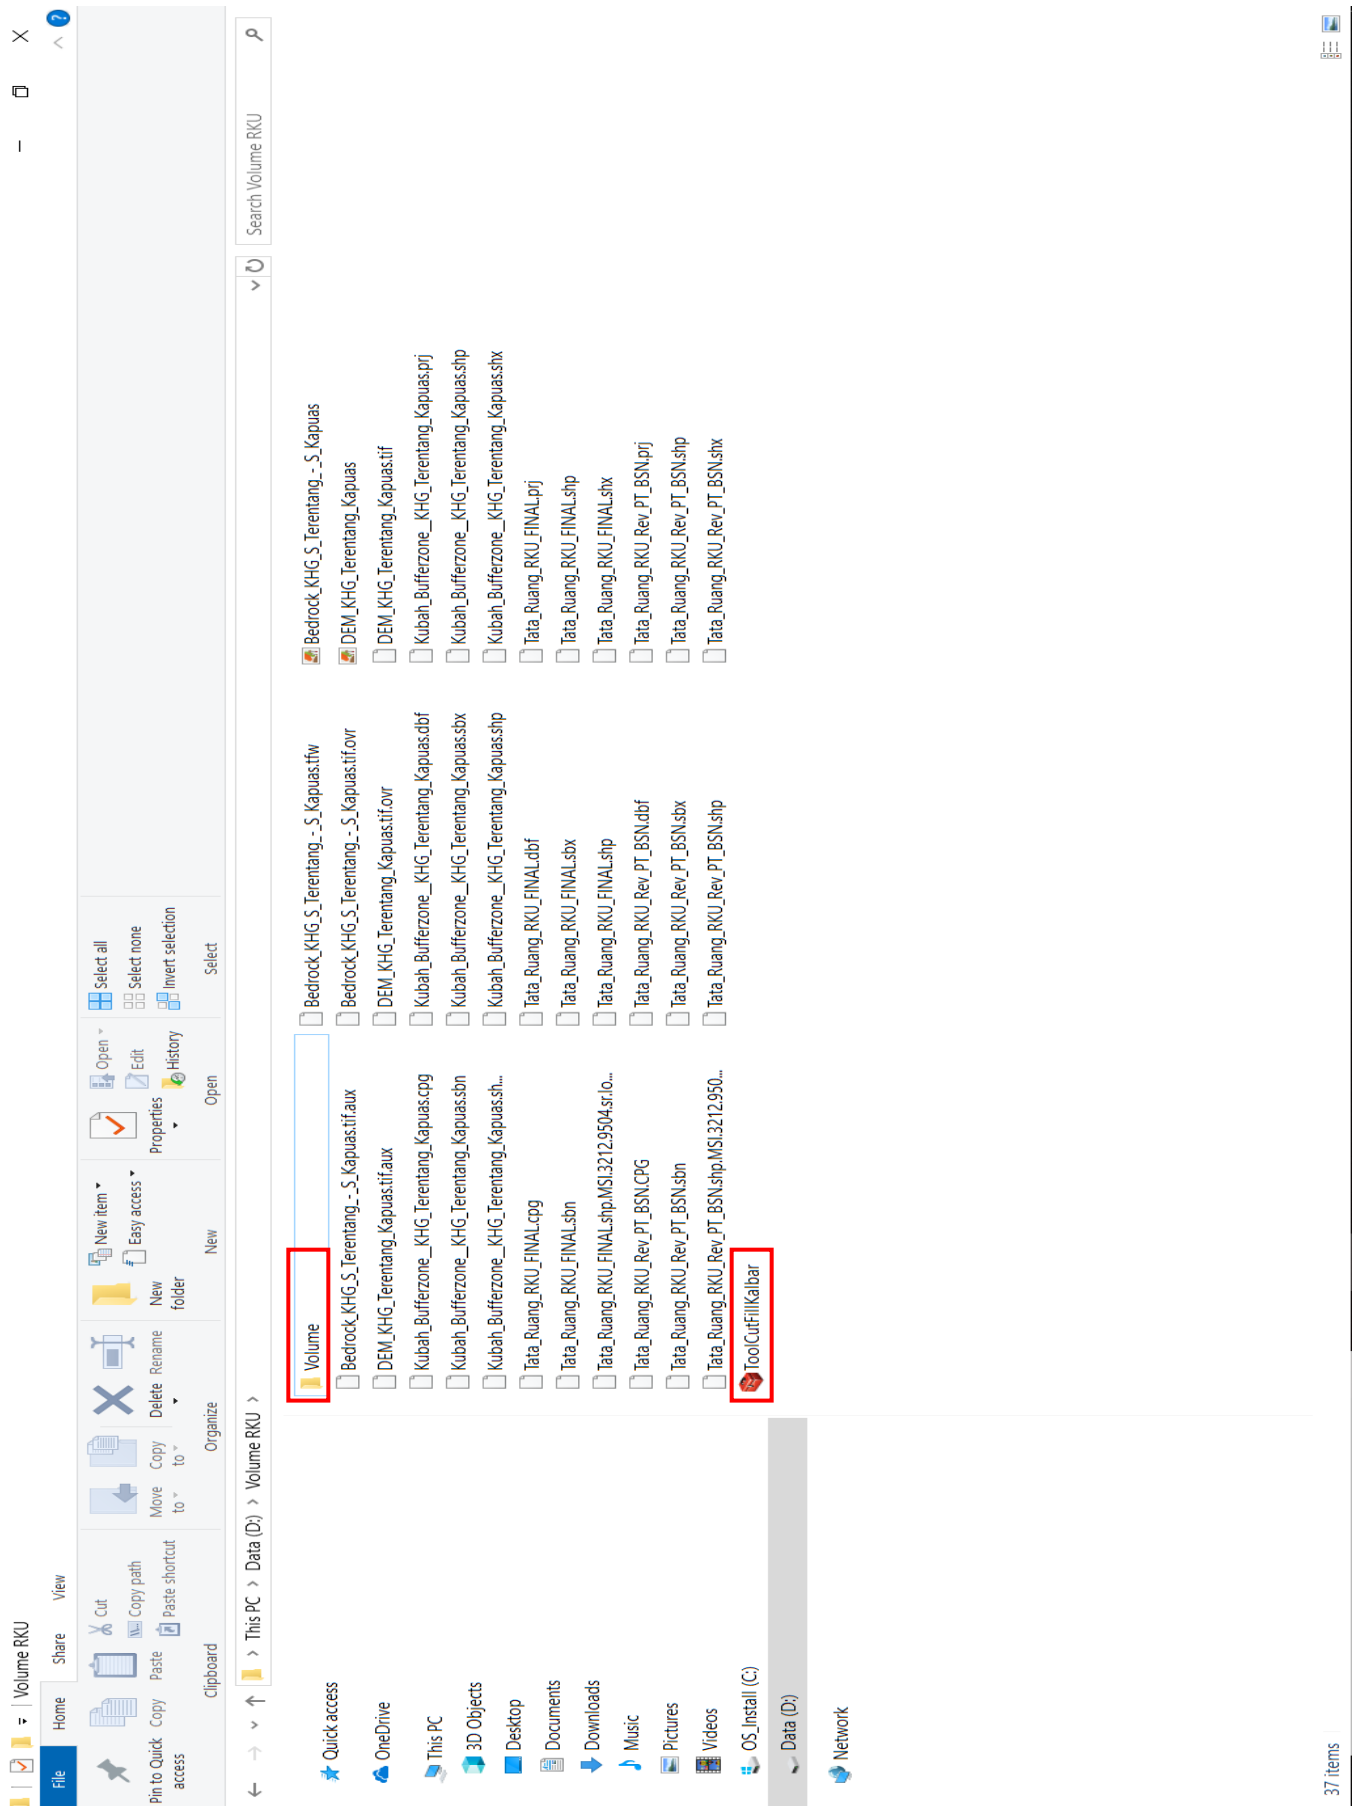 Volume RKU
File Home Share View
Pin to Quick access
Copy
Paste
Cut
Copy path
Paste shortcut
Clipboard
Move to
Copy to
Delete
Rename
Organize
New folder
New item
Easy access
New
Properties
Open
Edit
History
Open
Select all
Select none
Invert selection
Select
This PC > Data (D:) > Volume RKU >
Search Volume RKU
Quick access
OneDrive
This PC
3D Objects
Desktop
Documents
Downloads
Music
Pictures
Videos
OS_Install (C:)
Data (D:)
Network
Volume
Bedrock_KHG_S_Terentang_-_S_Kapuas.tfw
Bedrock_KHG_S_Terentang_-_S_Kapuas
Bedrock_KHG_S_Terentang_-_S_Kapuas.tif.aux
Bedrock_KHG_S_Terentang_-_S_Kapuas.tif.ovr
DEM_KHG_Terentang_Kapuas
DEM_KHG_Terentang_Kapuas.tif.aux
DEM_KHG_Terentang_Kapuas.tif.ovr
DEM_KHG_Terentang_Kapuas.tif
Kubah_Bufferzone__KHG_Terentang_Kapuas.cpg
Kubah_Bufferzone__KHG_Terentang_Kapuas.dbf
Kubah_Bufferzone__KHG_Terentang_Kapuas.prj
Kubah_Bufferzone__KHG_Terentang_Kapuas.sbn
Kubah_Bufferzone__KHG_Terentang_Kapuas.sbx
Kubah_Bufferzone__KHG_Terentang_Kapuas.shp
Kubah_Bufferzone__KHG_Terentang_Kapuas.sh...
Kubah_Bufferzone__KHG_Terentang_Kapuas.shp
Kubah_Bufferzone__KHG_Terentang_Kapuas.shx
Tata_Ruang_RKU_FINAL.cpg
Tata_Ruang_RKU_FINAL.dbf
Tata_Ruang_RKU_FINAL.prj
Tata_Ruang_RKU_FINAL.sbn
Tata_Ruang_RKU_FINAL.sbx
Tata_Ruang_RKU_FINAL.shp
Tata_Ruang_RKU_FINAL.shp.MSI.3212.9504.sr.lo...
Tata_Ruang_RKU_FINAL.shp
Tata_Ruang_RKU_FINAL.shx
Tata_Ruang_RKU_Rev_PT_BSN.CPG
Tata_Ruang_RKU_Rev_PT_BSN.dbf
Tata_Ruang_RKU_Rev_PT_BSN.prj
Tata_Ruang_RKU_Rev_PT_BSN.sbn
Tata_Ruang_RKU_Rev_PT_BSN.sbx
Tata_Ruang_RKU_Rev_PT_BSN.shp
Tata_Ruang_RKU_Rev_PT_BSN.shp.MSI.3212.950...
Tata_Ruang_RKU_Rev_PT_BSN.shp
Tata_Ruang_RKU_Rev_PT_BSN.shx
ToolCutFillKalbar
37 items